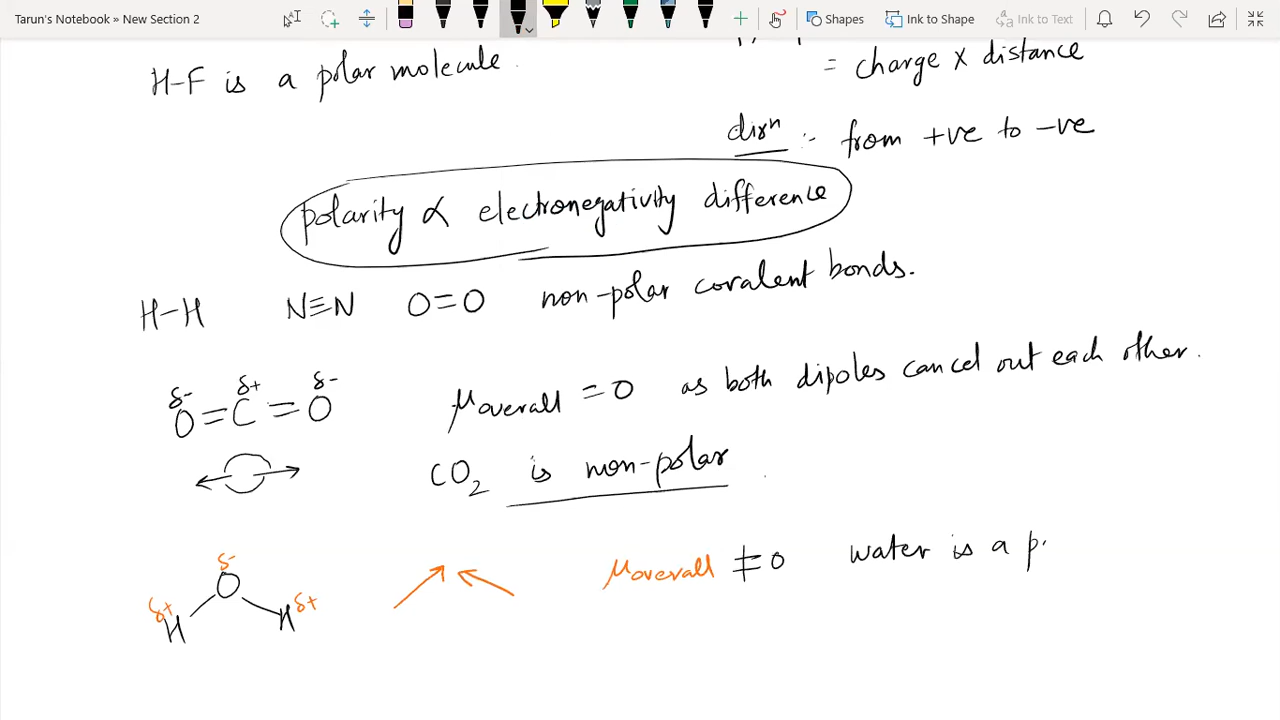 Tarun's Notebook » New Section 2
Shapes
Ink to Shape
Ink to Text
H-F is a polar molecule.
= charge x distance
dirⁿ :- from +ve to -ve
polarity ∝ electronegativity difference
H-H N≡N O=O non-polar covalent bonds.
δ- δ+ δ-
O=C=O μoverall = 0 as both dipoles cancel out each other.
CO₂ is non-polar
δ-
O μoverall ≠ 0 water is a p
δ+ H H δ+